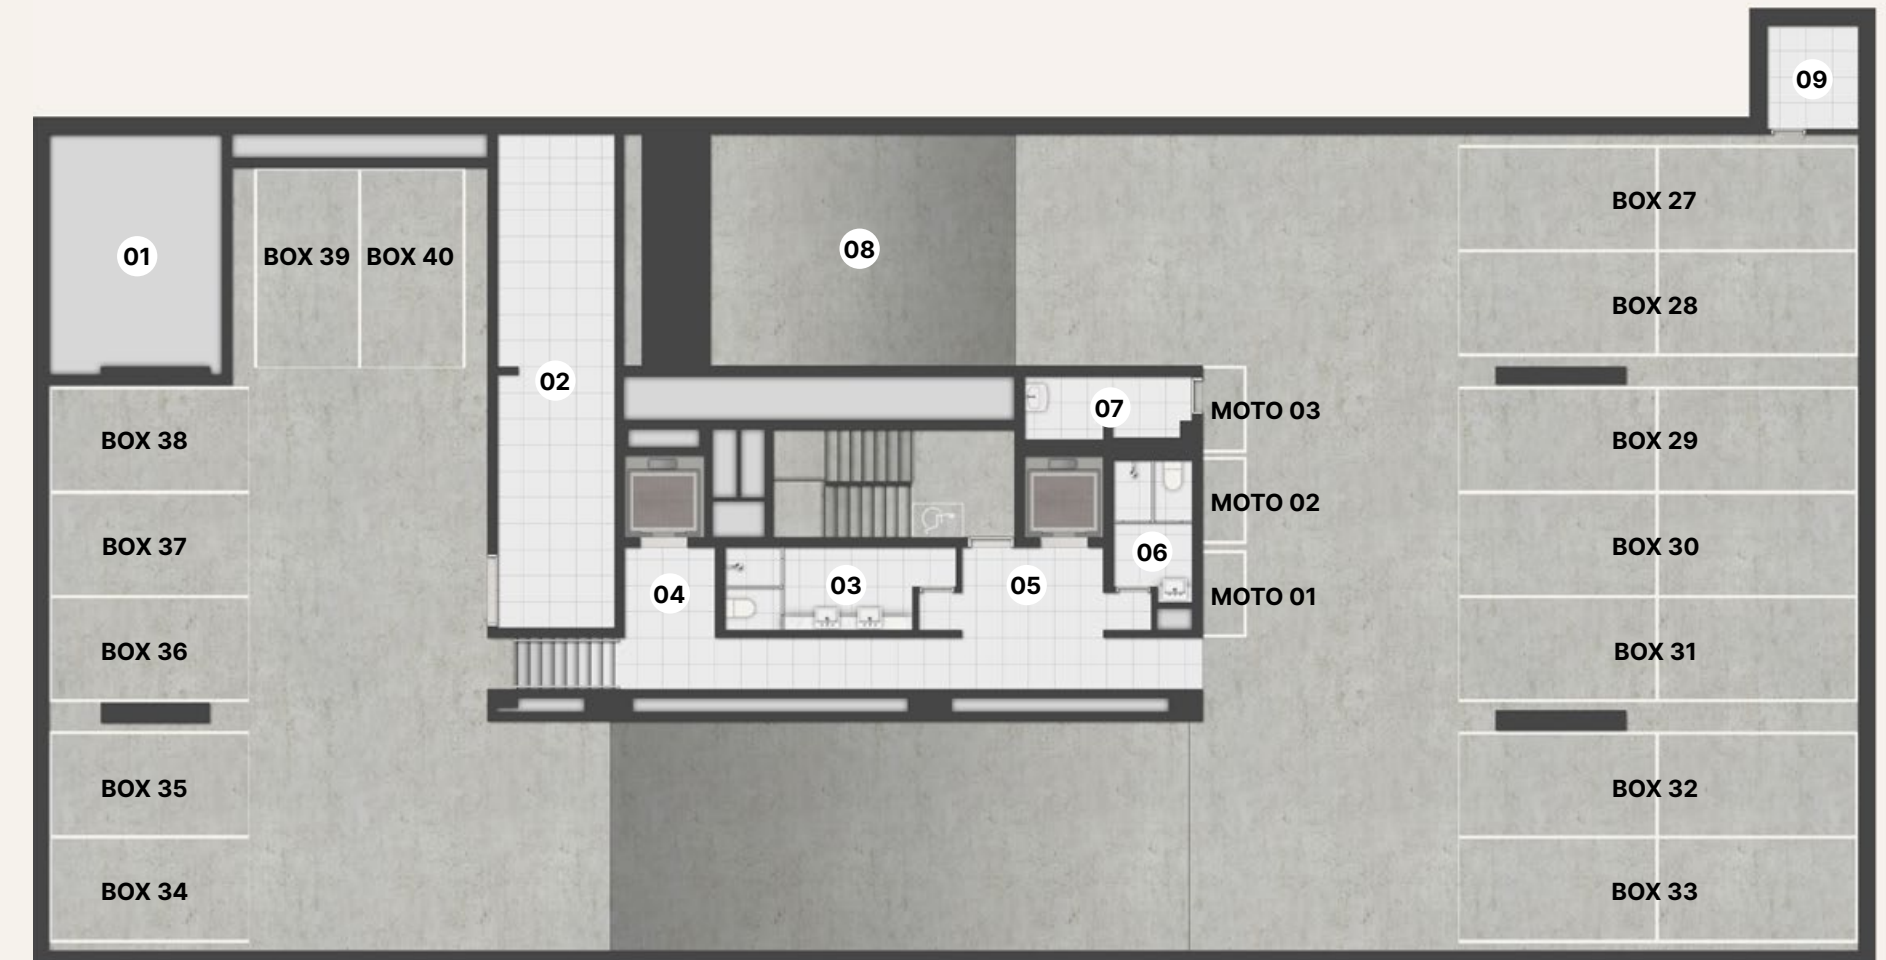 09
BOX 27
08
01
BOX 39
BOX 40
BOX 28
02
07
MOTO 03
BOX 38
BOX 29
MOTO 02
BOX 37
06
BOX 30
04
03
05
MOTO 01
BOX 36
BOX 31
BOX 35
BOX 32
BOX 34
BOX 33